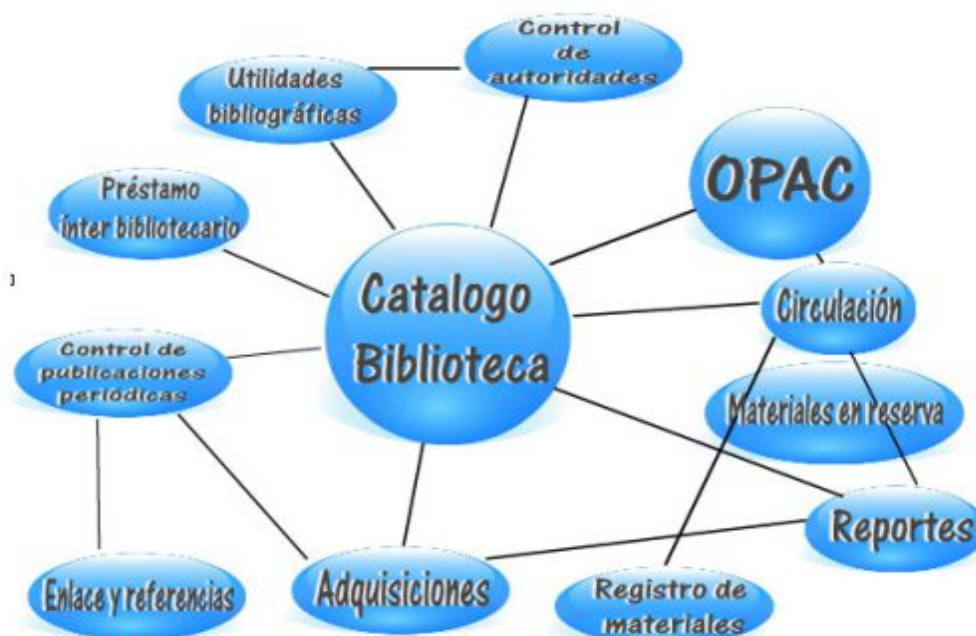 Control
de
autoridades
Utilidades
bibliográficas
OPAC
Préstamo
ínter bibliotecario
Catalogo
Biblioteca
Circulación
Control de
publicaciones
periódicas
Materiales en reserva
Reportes
Enlace y referencias
Adquisiciones
Registro de
materiales